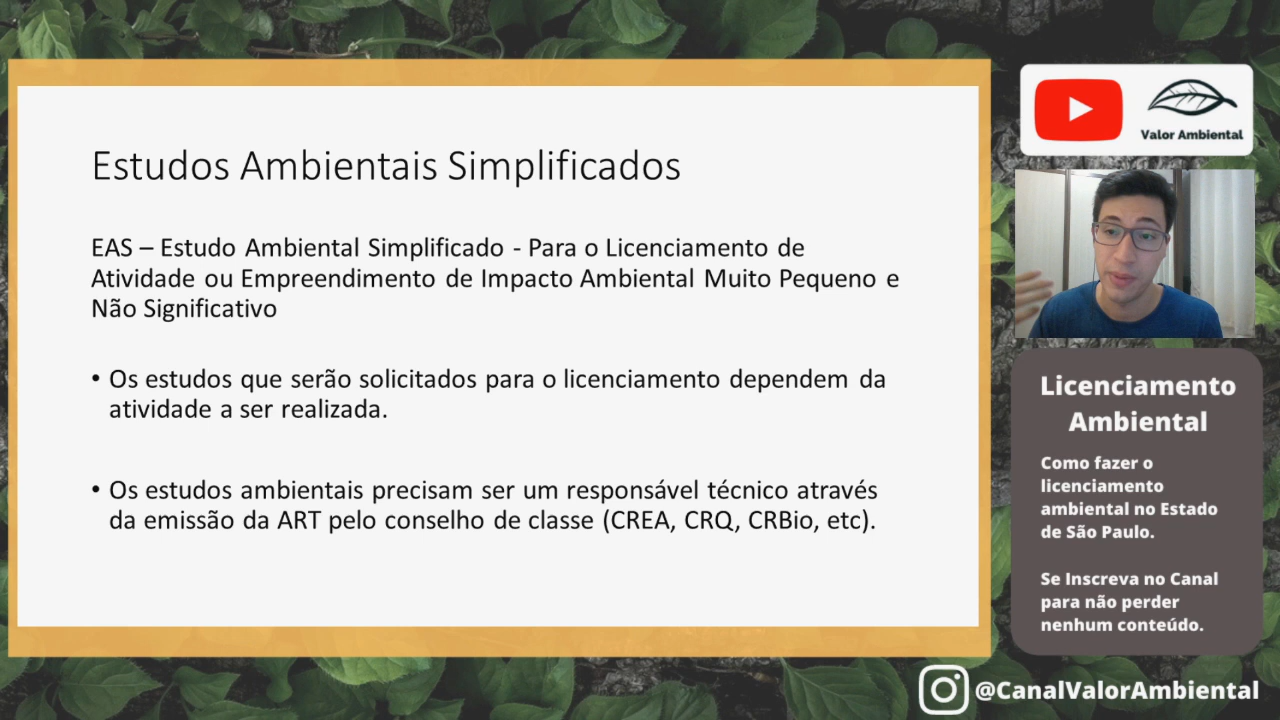 Estudos Ambientais Simplificados
EAS – Estudo Ambiental Simplificado - Para o Licenciamento de
Atividade ou Empreendimento de Impacto Ambiental Muito Pequeno e
Não Significativo
• Os estudos que serão solicitados para o licenciamento dependem da
atividade a ser realizada.
• Os estudos ambientais precisam ser um responsável técnico através
da emissão da ART pelo conselho de classe (CREA, CRQ, CRBio, etc).
Valor Ambiental
Licenciamento
Ambiental
Como fazer o
licenciamento
ambiental no Estado
de São Paulo.
Se Inscreva no Canal
para não perder
nenhum conteúdo.
@CanalValorAmbiental